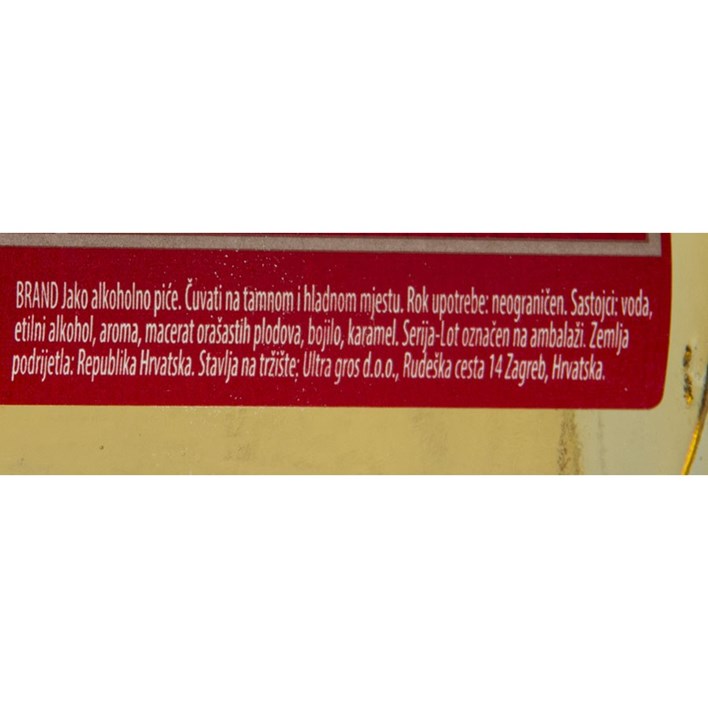 BRAND Jako alkoholno piće. Čuvati na tamnom i hladnom mjestu. Rok upotrebe: neograničen. Sastojci: voda,
etilni alkohol, aroma, macerat orašastih plodova, bojilo, karamel. Serija-Lot označen na ambalaži. Zemlja
podrijetla: Republika Hrvatska. Stavlja na tržište; Ultra gros d.o.o., Rudeška cesta 14 Zagreb, Hrvatska.